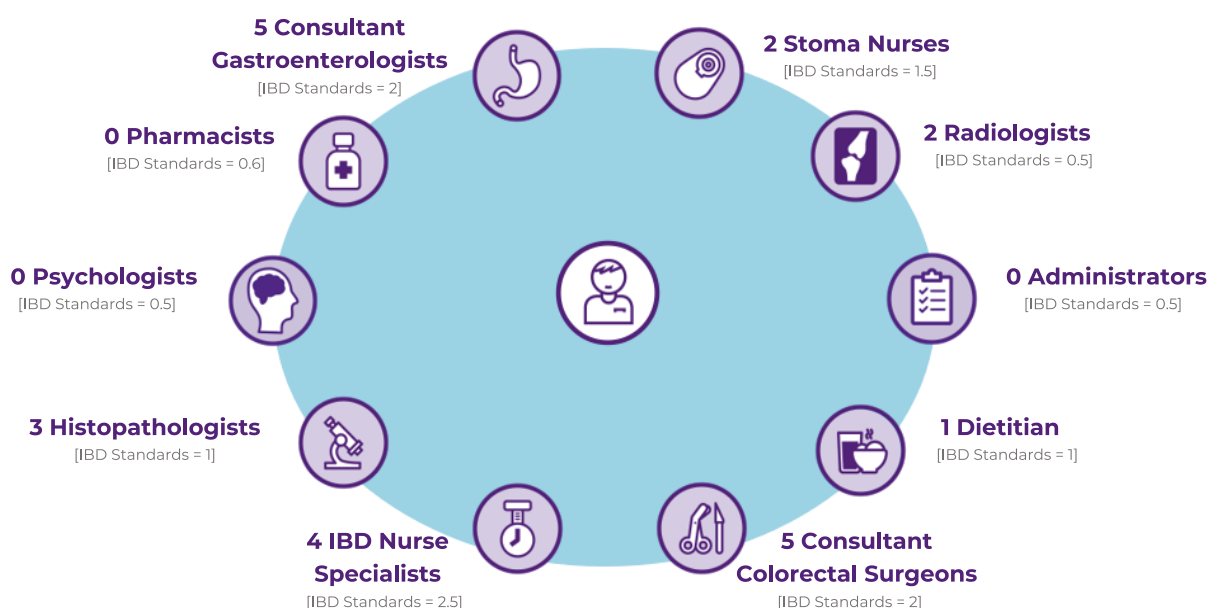 5 Consultant
Gastroenterologists
[IBD Standards = 2]
2 Stoma Nurses
[IBD Standards = 1.5]
0 Pharmacists
[IBD Standards = 0.6]
2 Radiologists
[IBD Standards = 0.5]
0 Psychologists
[IBD Standards = 0.5]
0 Administrators
[IBD Standards = 0.5]
3 Histopathologists
[IBD Standards = 1]
1 Dietitian
[IBD Standards = 1]
4 IBD Nurse
Specialists
[IBD Standards = 2.5]
5 Consultant
Colorectal Surgeons
[IBD Standards = 2]